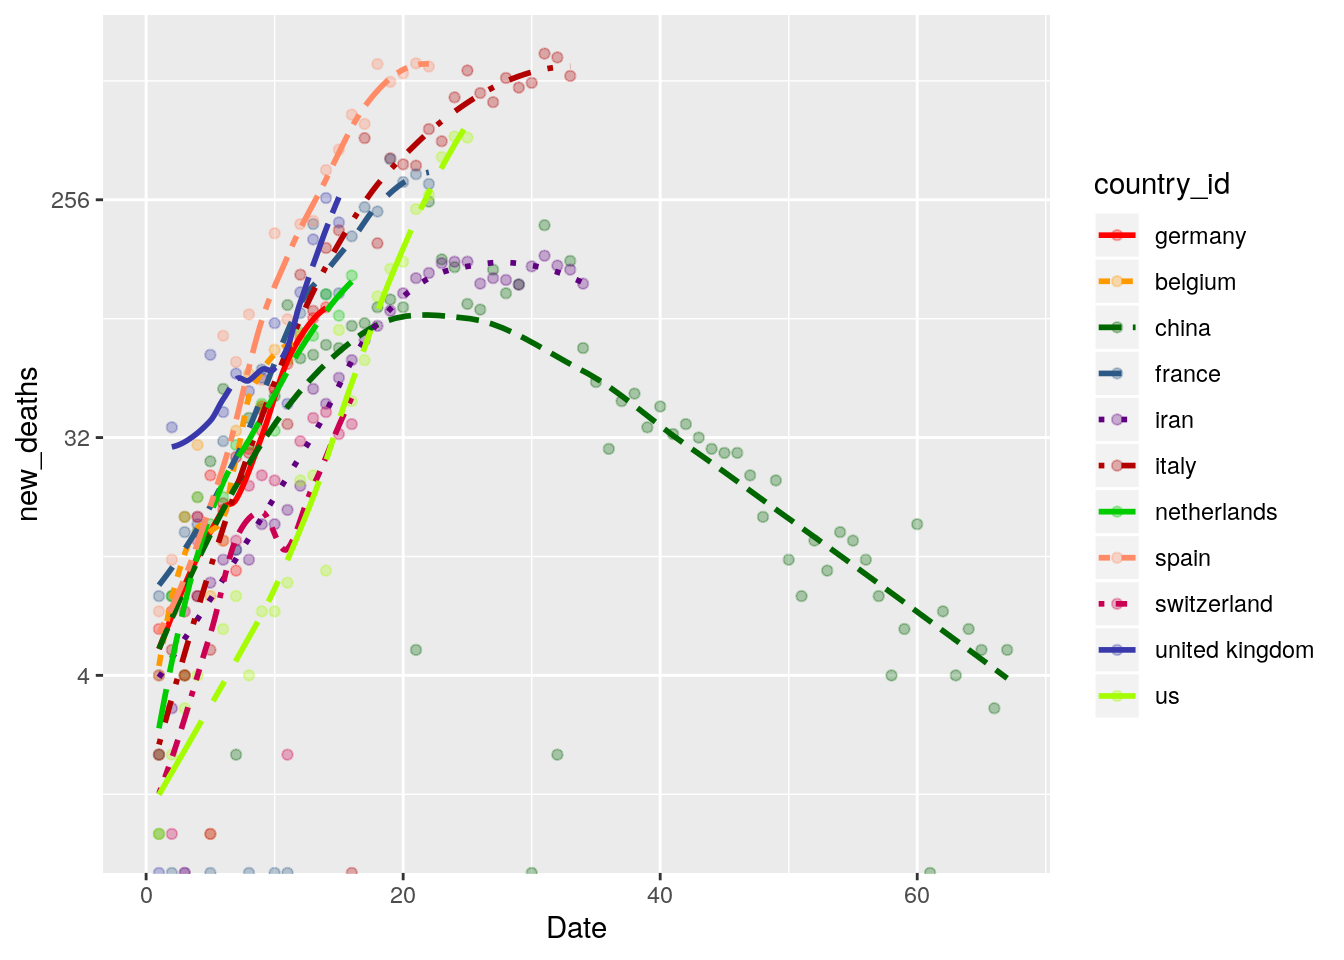 256
32
4
new_deaths
0
20
40
60
Date
country_id
germany
belgium
china
france
iran
italy
netherlands
spain
switzerland
united kingdom
us